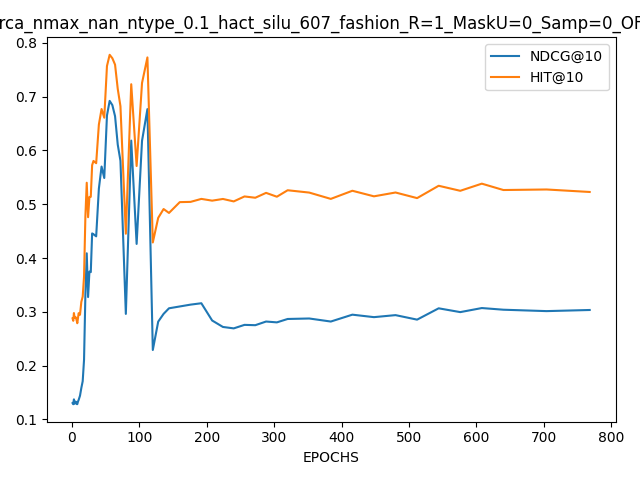 rca_nmax_nan_ntype_0.1_hact_silu_607_fashion_R=1_MaskU=0_Samp=0_OF
NDCG@10
HIT@10
0.8
0.7
0.6
0.5
0.4
0.3
0.2
0.1
0 100 200 300 400 500 600 700 800
EPOCHS